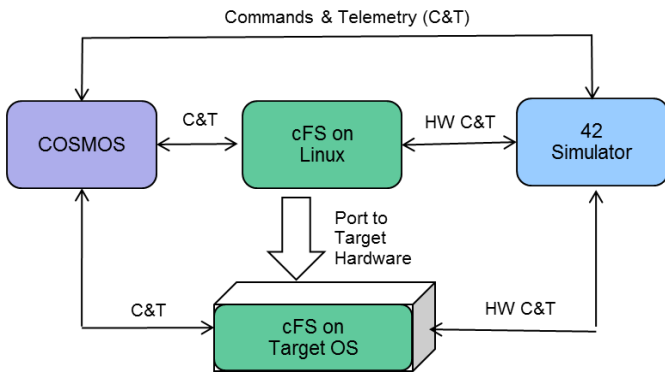 Commands & Telemetry (C&T)
COSMOS
C&T
cFS on
Linux
HW C&T
42
Simulator
Port to
Target
Hardware
C&T
cFS on
Target OS
HW C&T